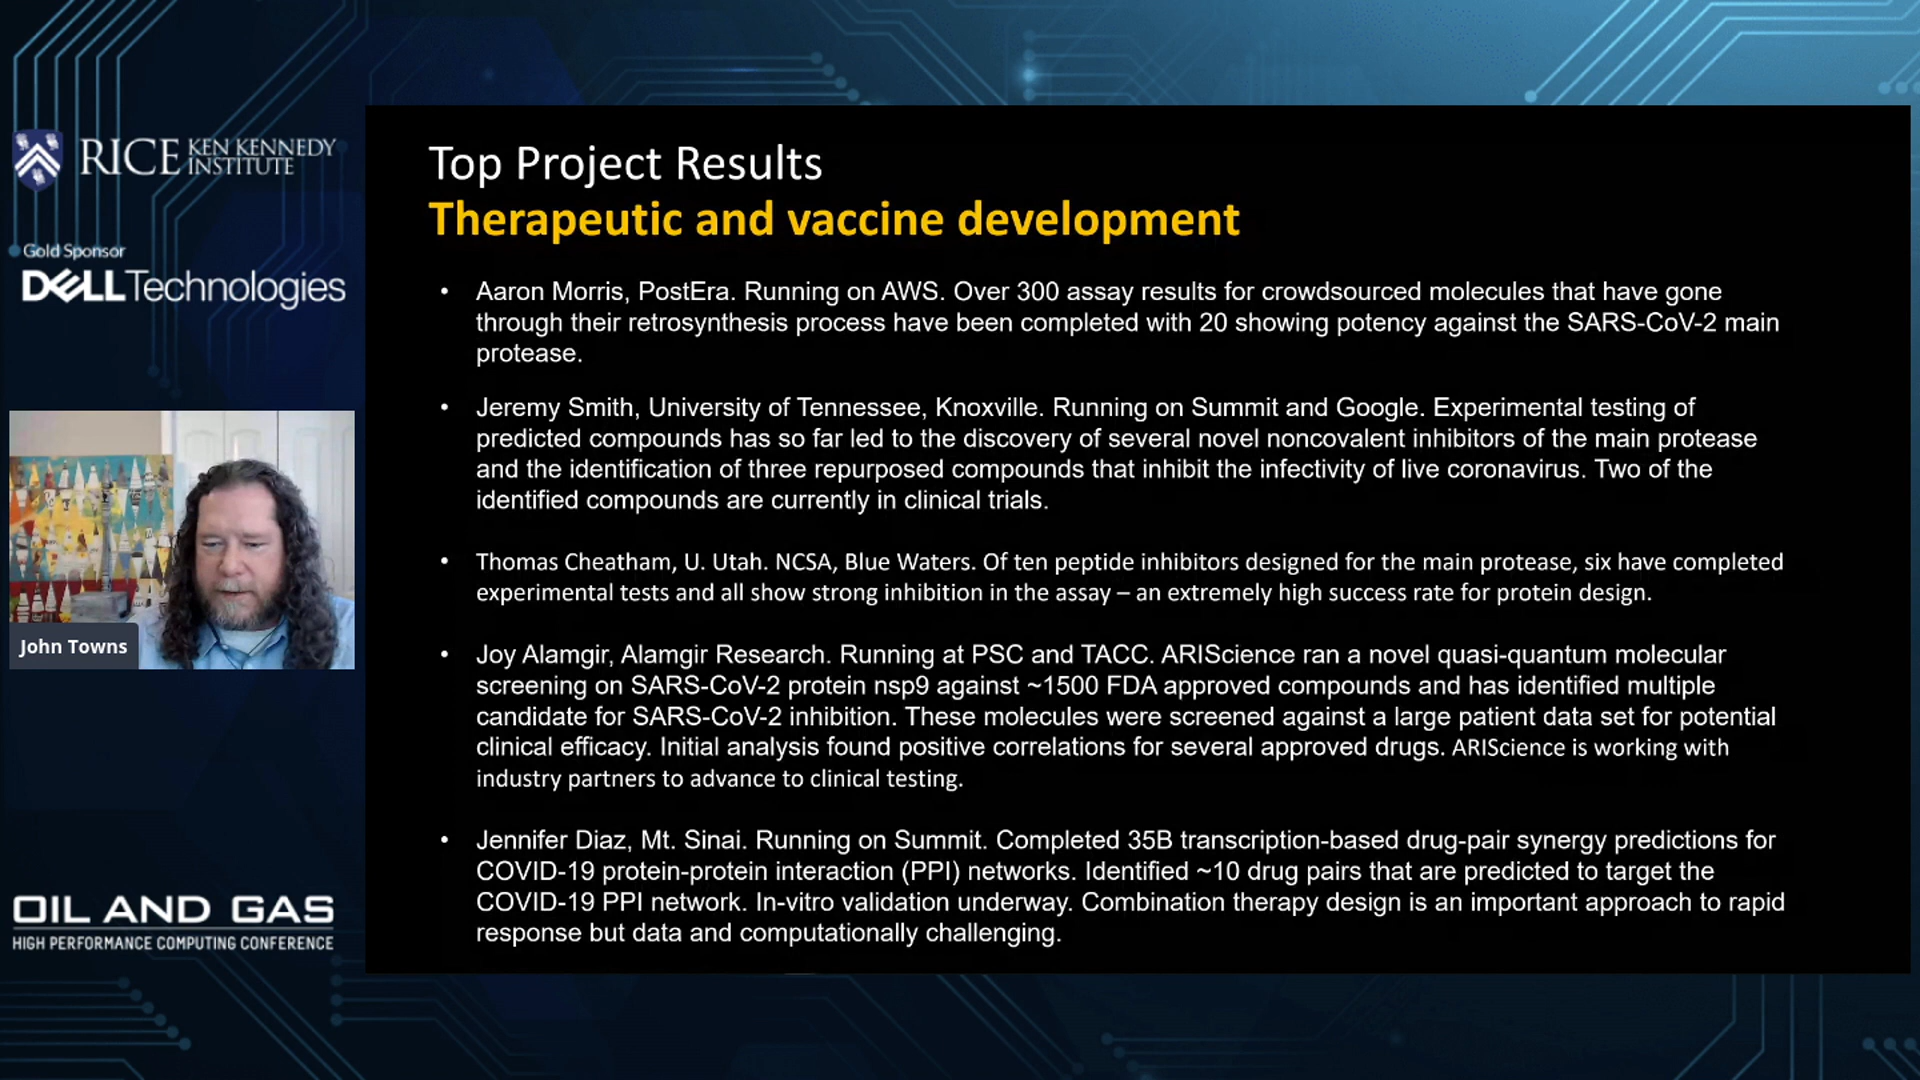 RICE KEN KENNEDY
INSTITUTE
Gold Sponsor
DELLTechnologies
John Towns
OIL AND GAS
HIGH PERFORMANCE COMPUTING CONFERENCE
Top Project Results
Therapeutic and vaccine development
• Aaron Morris, PostEra. Running on AWS. Over 300 assay results for crowdsourced molecules that have gone
through their retrosynthesis process have been completed with 20 showing potency against the SARS-CoV-2 main
protease.
• Jeremy Smith, University of Tennessee, Knoxville. Running on Summit and Google. Experimental testing of
predicted compounds has so far led to the discovery of several novel noncovalent inhibitors of the main protease
and the identification of three repurposed compounds that inhibit the infectivity of live coronavirus. Two of the
identified compounds are currently in clinical trials.
• Thomas Cheatham, U. Utah. NCSA, Blue Waters. Of ten peptide inhibitors designed for the main protease, six have completed
experimental tests and all show strong inhibition in the assay – an extremely high success rate for protein design.
• Joy Alamgir, Alamgir Research. Running at PSC and TACC. ARIScience ran a novel quasi-quantum molecular
screening on SARS-CoV-2 protein nsp9 against ~1500 FDA approved compounds and has identified multiple
candidate for SARS-CoV-2 inhibition. These molecules were screened against a large patient data set for potential
clinical efficacy. Initial analysis found positive correlations for several approved drugs. ARIScience is working with
industry partners to advance to clinical testing.
• Jennifer Diaz, Mt. Sinai. Running on Summit. Completed 35B transcription-based drug-pair synergy predictions for
COVID-19 protein-protein interaction (PPI) networks. Identified ~10 drug pairs that are predicted to target the
COVID-19 PPI network. In-vitro validation underway. Combination therapy design is an important approach to rapid
response but data and computationally challenging.